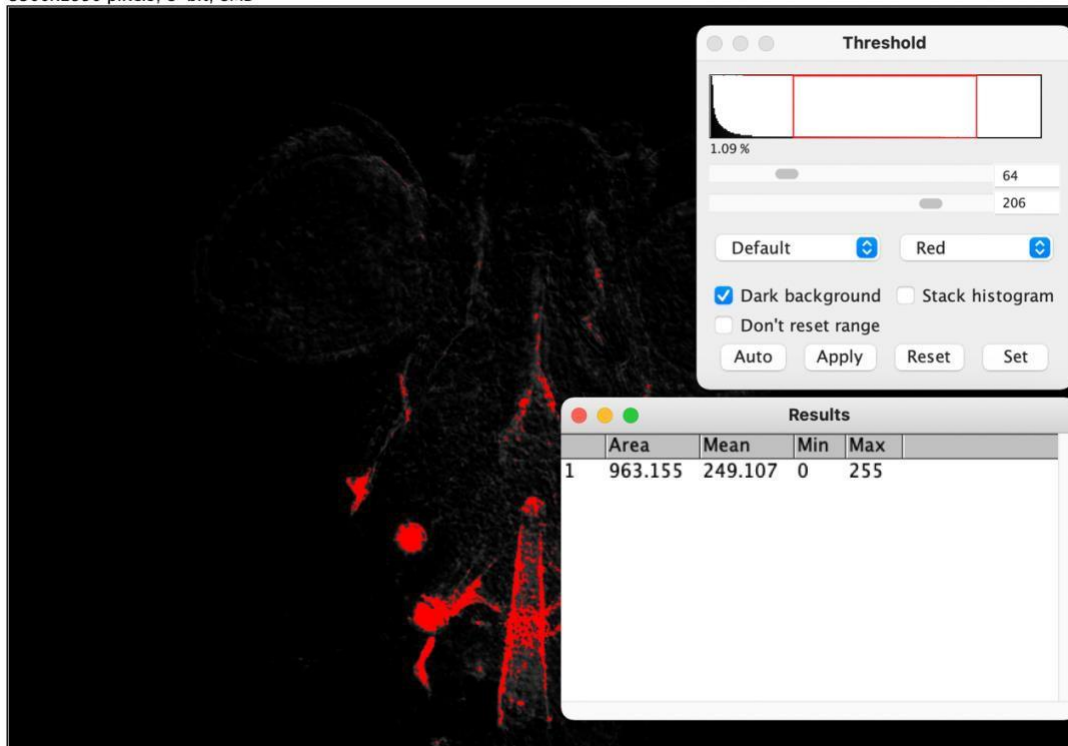 Threshold
1.09 %
64
206
Default Red
Dark background Stack histogram
Don't reset range
Auto Apply Reset Set
Results
Area Mean Min Max
1 963.155 249.107 0 255